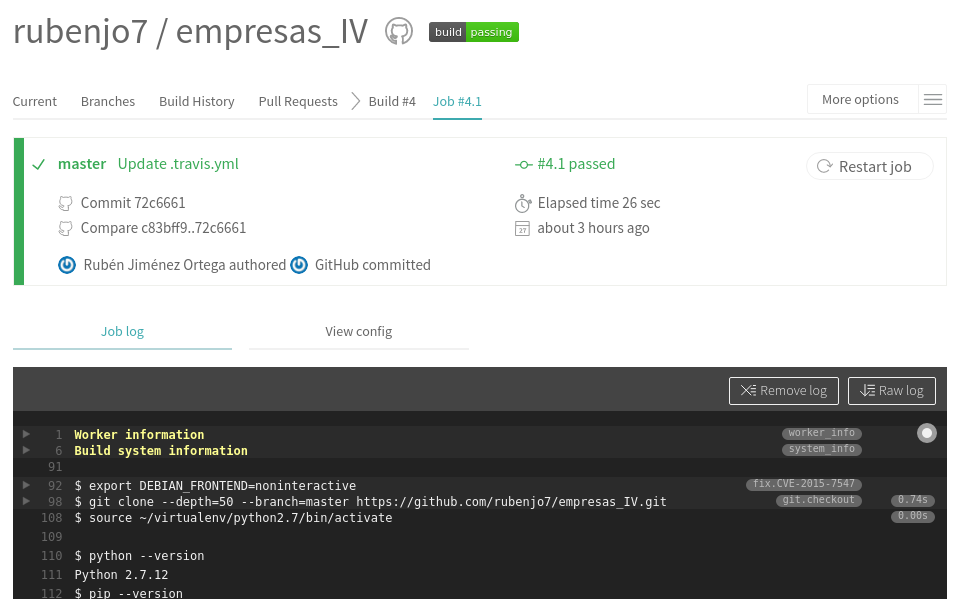 rubenjo7 / empresas_IV build passing
Current Branches Build History Pull Requests Build #4 Job #4.1 More options
master Update .travis.yml #4.1 passed Restart job
Commit 72c6661 Elapsed time 26 sec
Compare c83bff9..72c6661 27 about 3 hours ago
Rubén Jiménez Ortega authored GitHub committed
Job log View config
Remove log Raw log
1 Worker information worker_info
6 Build system information system_info
91
92 $ export DEBIAN_FRONTEND=noninteractive fix.CVE-2015-7547
98 $ git clone --depth=50 --branch=master https://github.com/rubenjo7/empresas_IV.git git.checkout 0.74s
108 $ source ~/virtualenv/python2.7/bin/activate 0.00s
109
110 $ python --version
111 Python 2.7.12
112 $ pip --version